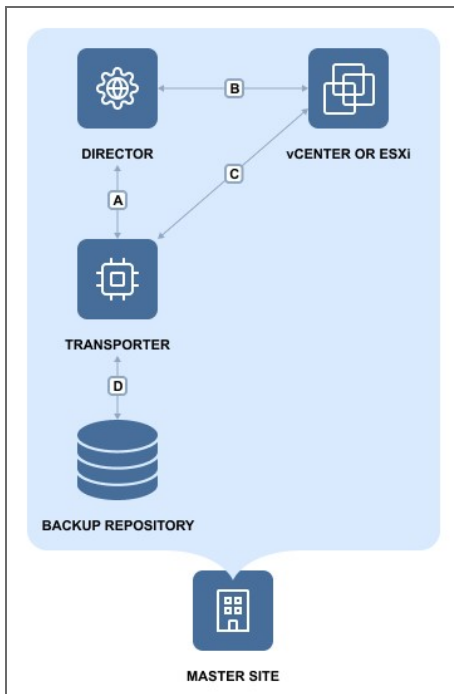 B
DIRECTOR
vCENTER OR ESXi
C
A
TRANSPORTER
D
BACKUP REPOSITORY
MASTER SITE